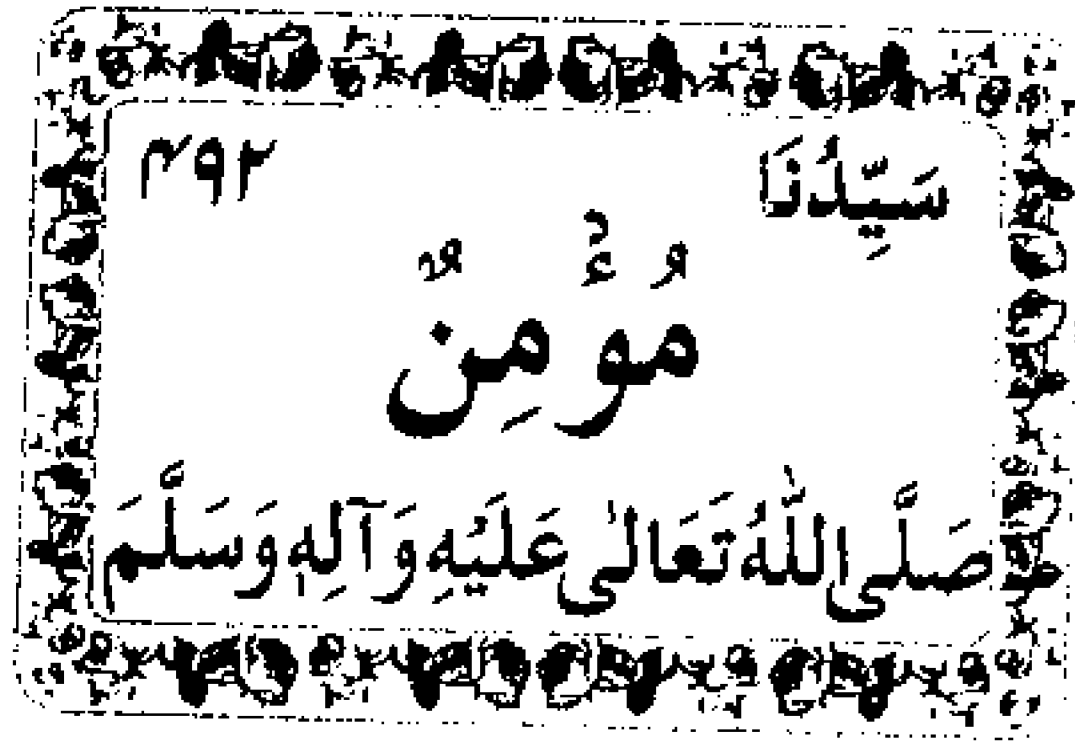 سَيِّدُنَا ۴۹۲
مُؤْمِنٌ
صَلَّى اللّٰهُ تَعَالٰى عَلَيْهِ وَآلِهٖ وَسَلَّمَ